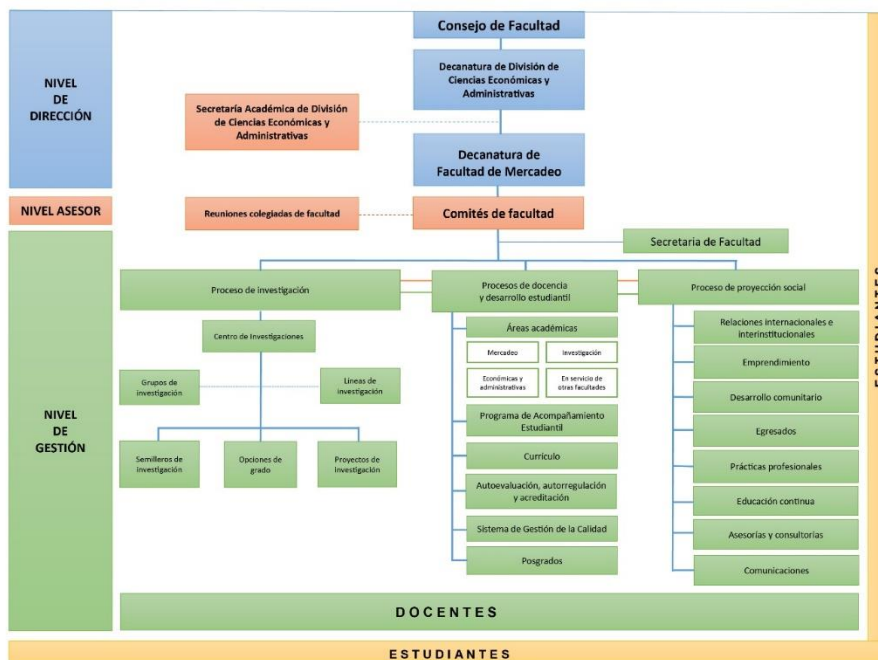 Consejo de Facultad
NIVEL
DE
DIRECCIÓN
Decanatura de División de
Ciencias Económicas y
Administrativas
Secretaría Académica de División
de Ciencias Económicas y
Administrativas
Decanatura de
Facultad de Mercadeo
NIVEL ASESOR
Reuniones colegiadas de facultad
Comités de facultad
Secretaria de Facultad
NIVEL
DE
GESTIÓN
Proceso de investigación
Centro de Investigaciones
Grupos de
investigación
Líneas de
investigación
Semilleros de
investigación
Opciones de
grado
Proyectos de
Investigación
Procesos de docencia
y desarrollo estudiantil
Áreas académicas
Mercadeo
Investigación
Económicas y
administrativas
En servicio de
otras facultades
Programa de Acompañamiento
Estudiantil
Currículo
Autoevaluación, autorregulación
y acreditación
Sistema de Gestión de la Calidad
Posgrados
Proceso de proyección social
Relaciones internacionales e
interinstitucionales
Emprendimiento
Desarrollo comunitario
Egresados
Prácticas profesionales
Educación continua
Asesorías y consultorías
Comunicaciones
DOCENTES
ESTUDIANTES
ESTUDIANTES